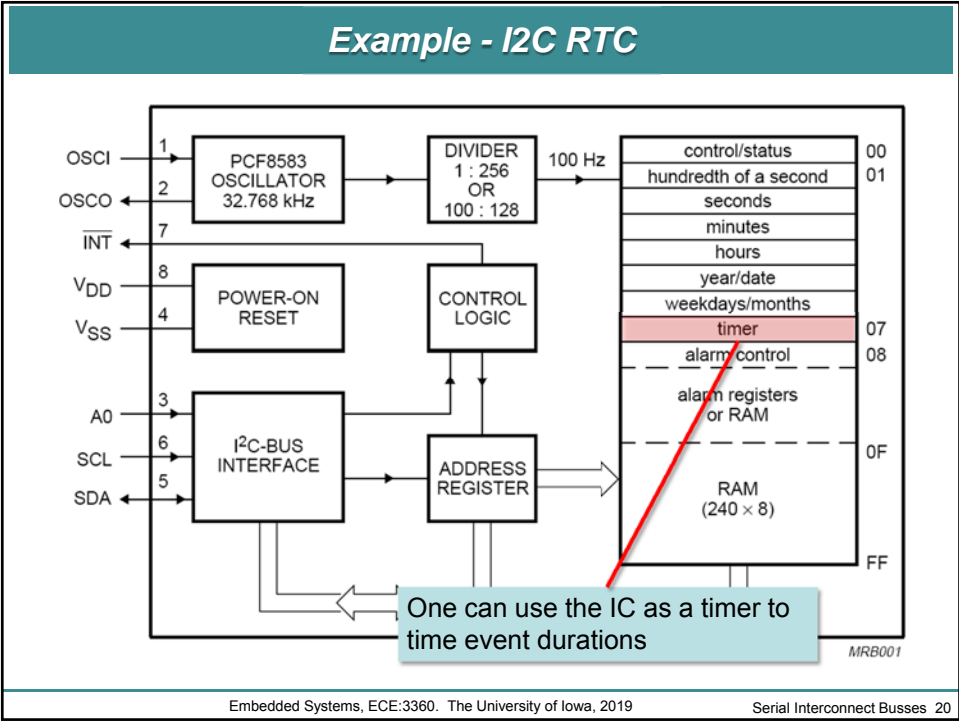 Example - I2C RTC
OSCI
1
OSCO
2
INT
7
VDD
8
VSS
4
A0
3
SCL
6
SDA
5
PCF8583
OSCILLATOR
32.768 kHz
DIVIDER
1 : 256
OR
100 : 128
100 Hz
POWER-ON
RESET
CONTROL
LOGIC
I²C-BUS
INTERFACE
ADDRESS
REGISTER
control/status
00
hundredth of a second
01
seconds
minutes
hours
year/date
weekdays/months
timer
07
alarm control
08
alarm registers
or RAM
0F
RAM
(240 × 8)
FF
One can use the IC as a timer to
time event durations
MRB001
Embedded Systems, ECE:3360. The University of Iowa, 2019
Serial Interconnect Busses 20